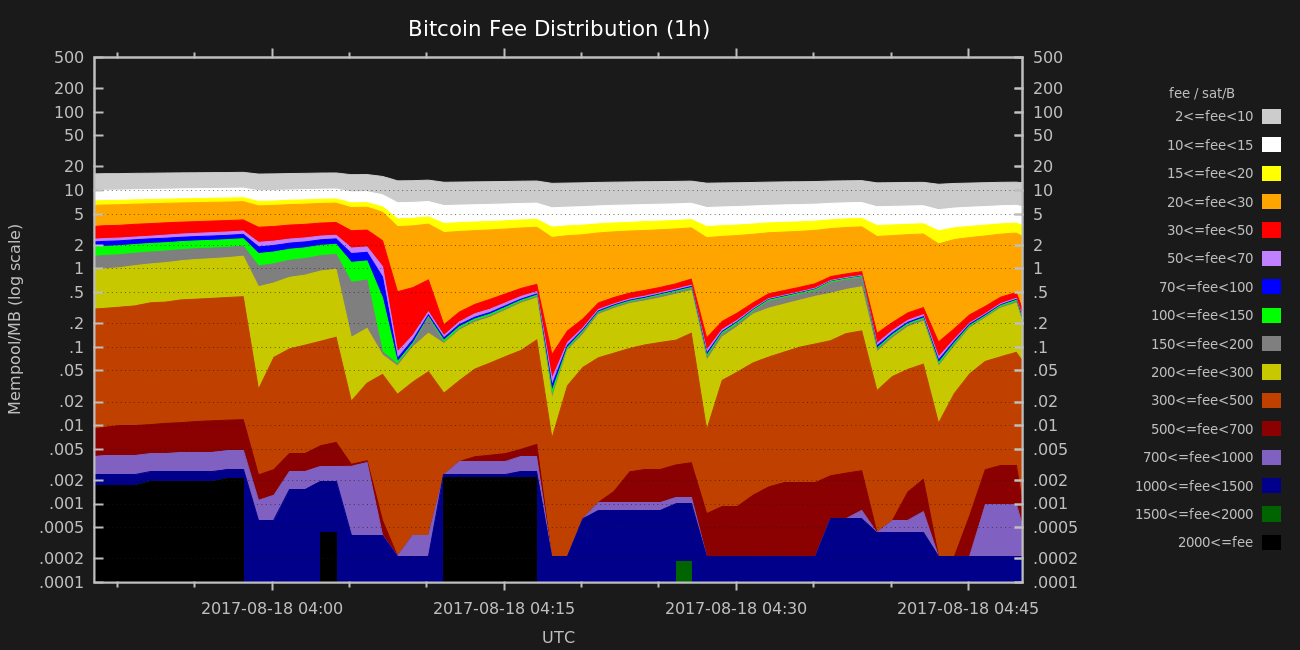 Bitcoin Fee Distribution (1h)
500 500
200 200
100 100
50 50
20 20
10 10
5 5
2 2
1 1
.5 .5
.2 .2
.1 .1
.05 .05
.02 .02
.01 .01
.005 .005
.002 .002
.001 .001
.0005 .0005
.0002 .0002
.0001 .0001
Mempool/MB (log scale)
2017-08-18 04:00 2017-08-18 04:15 2017-08-18 04:30 2017-08-18 04:45
UTC
fee / sat/B
2<=fee<10
10<=fee<15
15<=fee<20
20<=fee<30
30<=fee<50
50<=fee<70
70<=fee<100
100<=fee<150
150<=fee<200
200<=fee<300
300<=fee<500
500<=fee<700
700<=fee<1000
1000<=fee<1500
1500<=fee<2000
2000<=fee